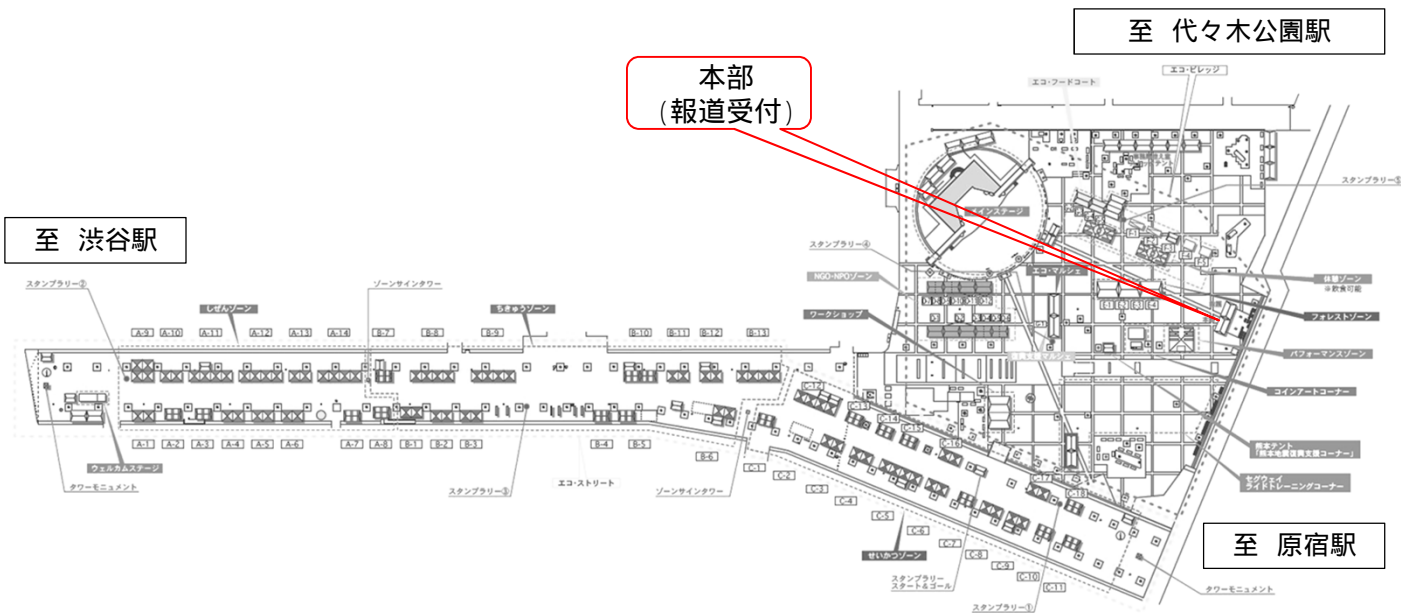 至 代々木公園駅
本部
(報道受付)
エコ・ビレッジ
エコ・フードコート
スタンプラリー⑤
メインステージ
至 渋谷駅
スタンプラリー④
NGO・NPOゾーン
エコ・マルシェ
休憩ゾーン
※飲食可能
スタンプラリー②
ゾーンサインタワー
しぜんゾーン
ちきゅうゾーン
ワークショップ
フォレストゾーン
A-9 A-10 A-11 A-12 A-13 A-14 B-7 B-8 B-9 B-10 B-11 B-12 B-13
パフォーマンスゾーン
コインアートコーナー
C-12
C-13
C-14
C-15
C-16
C-17
C-18
A-1 A-2 A-3 A-4 A-5 A-6 A-7 A-8 B-1 B-2 B-3 B-4 B-5
B-6
C-1
C-2
C-3
C-4
C-5
C-6
C-7
C-8
C-9
C-10
C-11
熊本テント
「熊本地震復興支援コーナー」
ウェルカムステージ
タワーモニュメント
スタンプラリー③
エコ・ストリート
ゾーンサインタワー
セグウェイ
ライドトレーニングコーナー
せいかつゾーン
至 原宿駅
スタンプラリー
スタート&ゴール
スタンプラリー①
タワーモニュメント